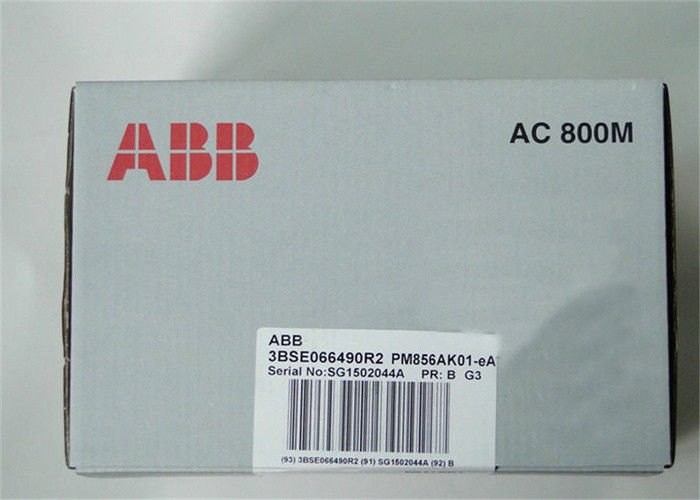 ABB
AC 800M
ABB
3BSE066490R2 PM856AK01-eA
Serial No:SG1502044A PR: B G3
(93) 3BSE066490R2 (91) SG1502044A (92) B